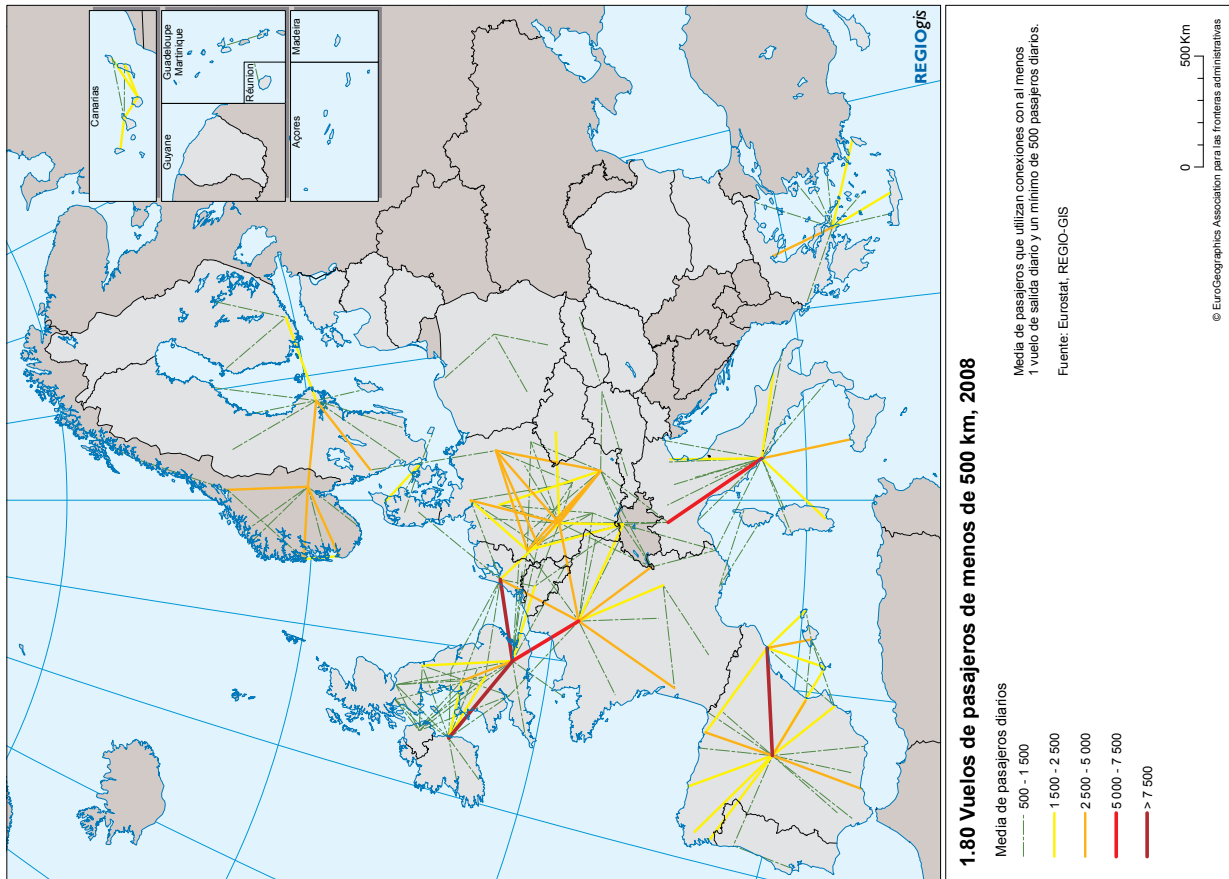 Canarias
Guyane
Guadeloupe
Martinique
Réunion
Açores
Madeira
REGIOgis
1.80 Vuelos de pasajeros de menos de 500 km, 2008
Media de pasajeros diarios
500 - 1 500
1 500 - 2 500
2 500 - 5 000
5 000 - 7 500
> 7 500
Media de pasajeros que utilizan conexiones con al menos
1 vuelo de salida diario y un mínimo de 500 pasajeros diarios.
Fuente: Eurostat, REGIO-GIS
0
500 Km
© EuroGeographics Association para las fronteras administrativas